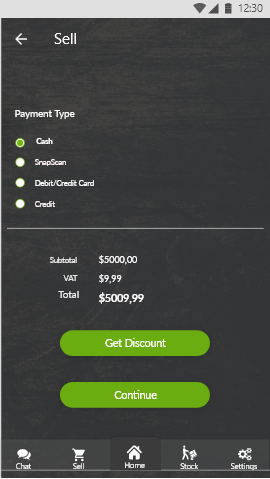 12:30
Sell
Payment Type
Cash
SnapScan
Debit/Credit Card
Credit
Subtotal $5000,00
VAT $9,99
Total $5009,99
Get Discount
Continue
Chat Sell Home Stock Settings